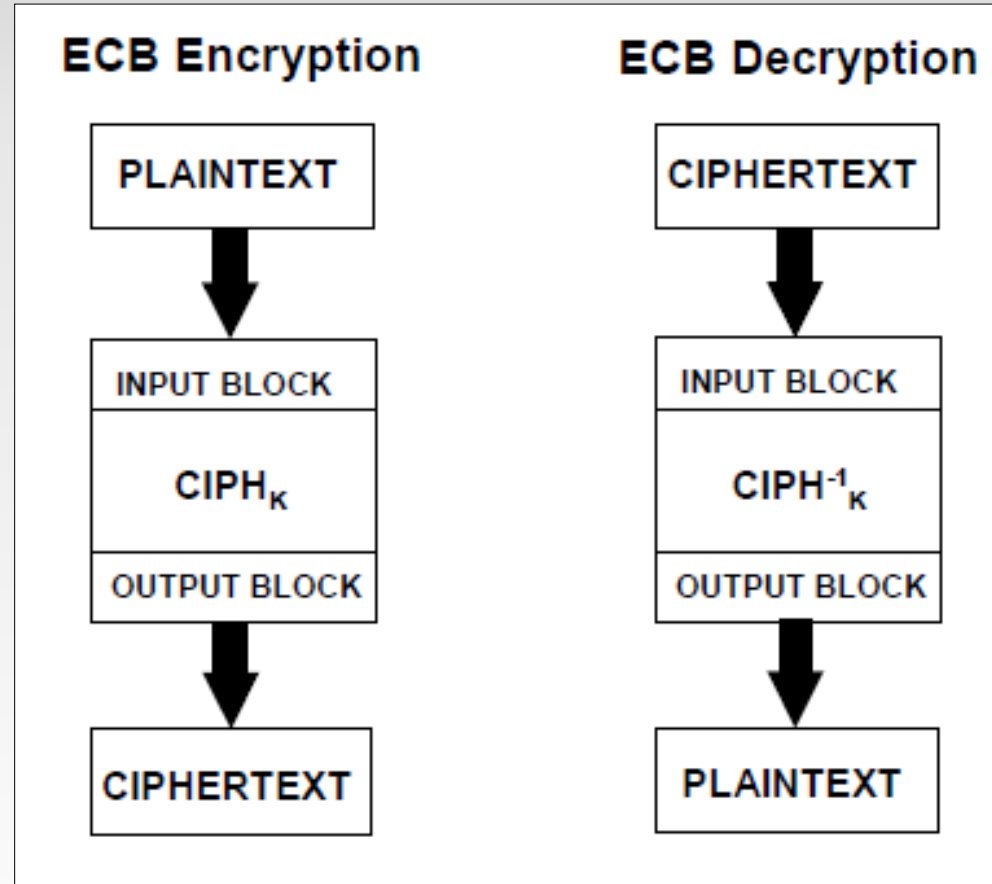 ECB Encryption
PLAINTEXT
INPUT BLOCK
CIPHK
OUTPUT BLOCK
CIPHERTEXT
ECB Decryption
CIPHERTEXT
INPUT BLOCK
CIPH-1K
OUTPUT BLOCK
PLAINTEXT